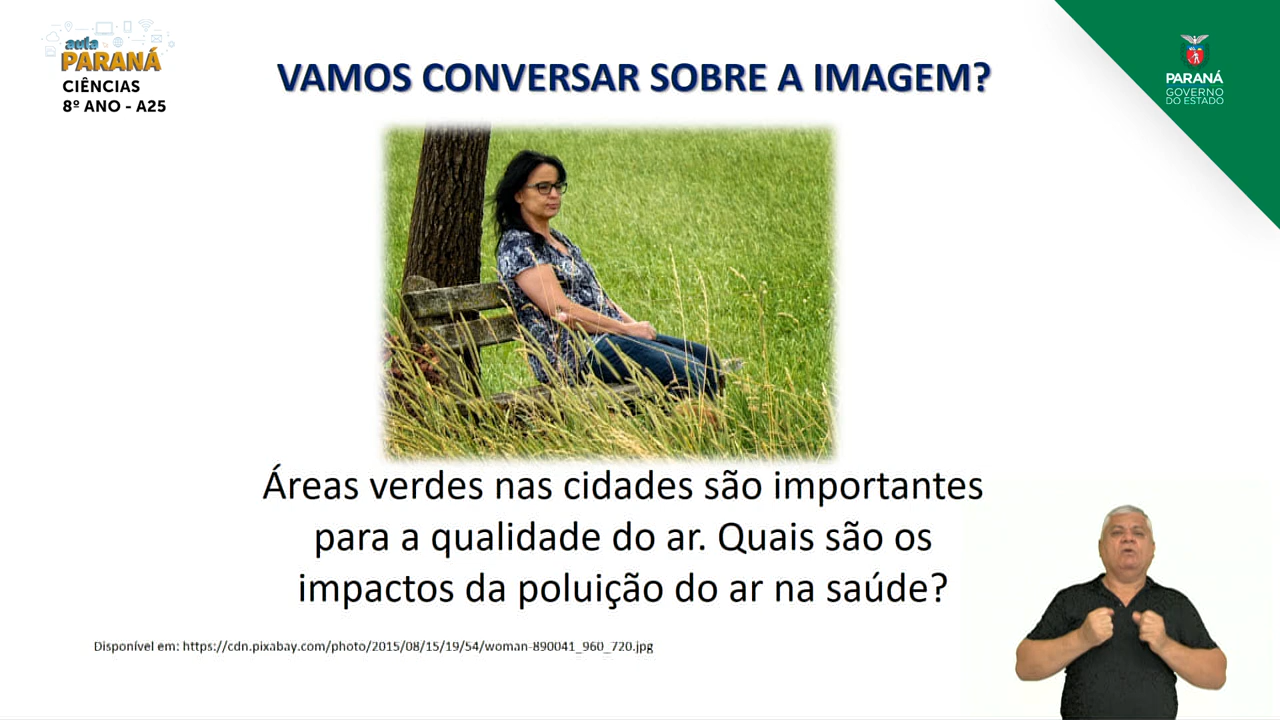 aula
PARANÁ
CIÊNCIAS
8º ANO - A25
VAMOS CONVERSAR SOBRE A IMAGEM?
PARANÁ
GOVERNO
DO ESTADO
Áreas verdes nas cidades são importantes
para a qualidade do ar. Quais são os
impactos da poluição do ar na saúde?
Disponível em: https://cdn.pixabay.com/photo/2015/08/15/19/54/woman-890041_960_720.jpg